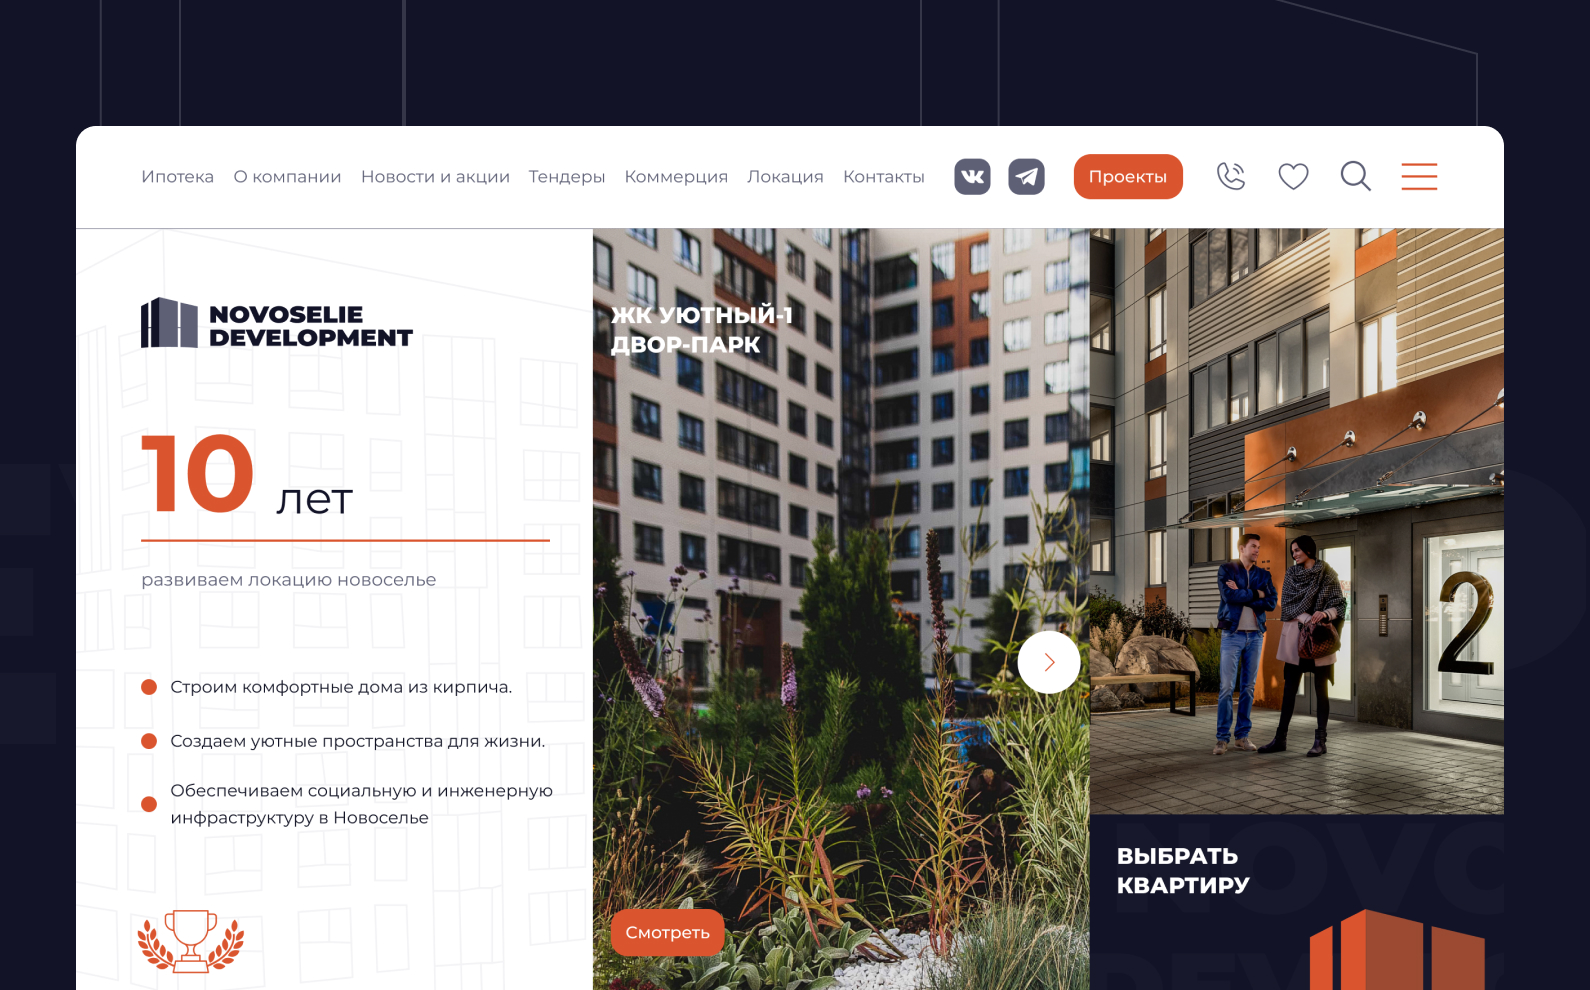 Ипотека О компании Новости и акции Тендеры Коммерция Локация Контакты Проекты
NOVOSELIE
DEVELOPMENT
10 лет
развиваем локацию новоселье
Строим комфортные дома из кирпича.
Создаем уютные пространства для жизни.
Обеспечиваем социальную и инженерную
инфраструктуру в Новоселье
ЖК УЮТНЫЙ-1
ДВОР-ПАРК
Смотреть
2
ВЫБРАТЬ
КВАРТИРУ